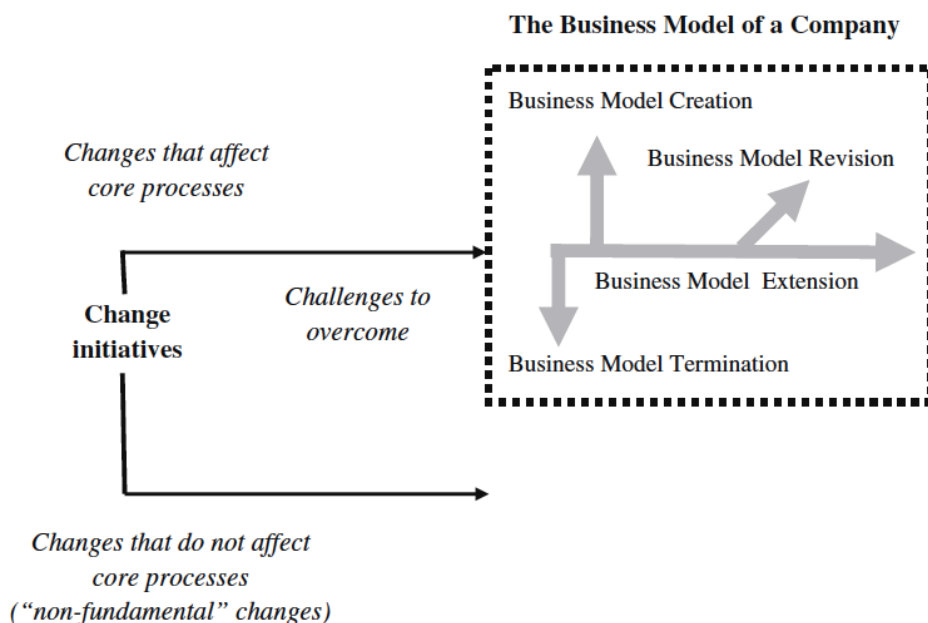 The Business Model of a Company
Business Model Creation
Changes that affect
core processes
Business Model Revision
Business Model  Extension
Challenges to
overcome
Change
initiatives
Business Model Termination
Changes that do not affect
core processes
(“non-fundamental” changes)